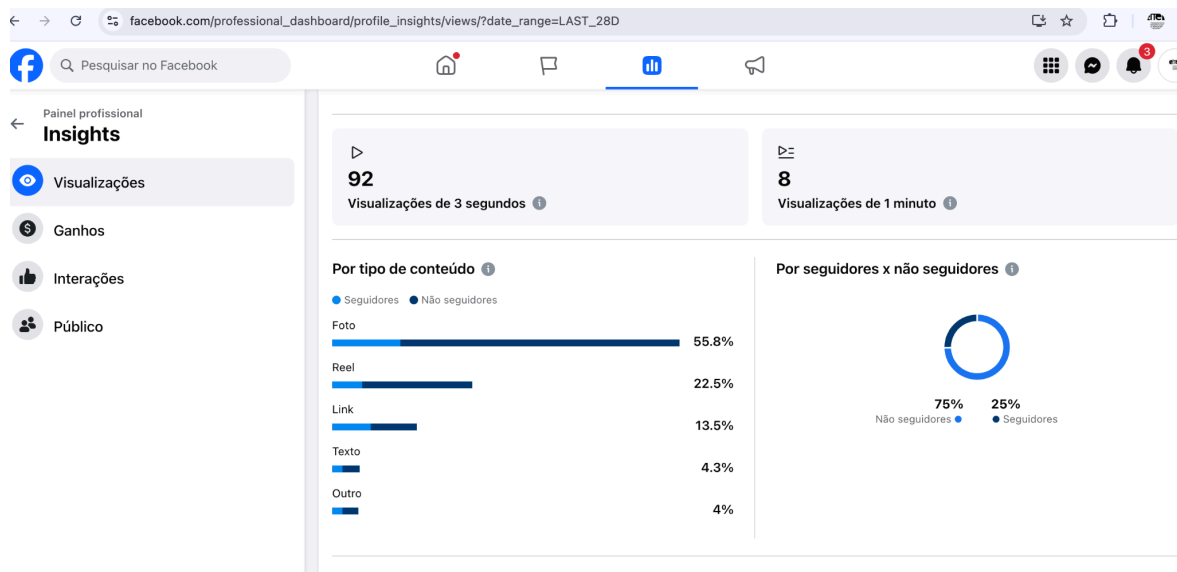 facebook.com/professional_dashboard/profile_insights/views/?date_range=LAST_28D
Pesquisar no Facebook
3
Painel profissional
Insights
Visualizações
Ganhos
Interações
Público
92
Visualizações de 3 segundos
8
Visualizações de 1 minuto
Por tipo de conteúdo
Seguidores Não seguidores
Foto
55.8%
Reel
22.5%
Link
13.5%
Texto
4.3%
Outro
4%
Por seguidores x não seguidores
75% 25%
Não seguidores Seguidores